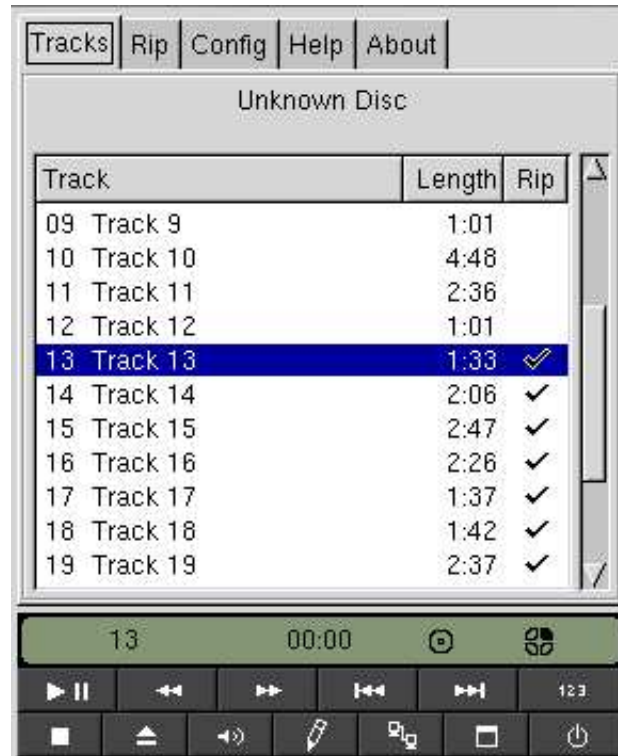 Tracks Rip Config Help About
Unknown Disc
Track Length Rip
09 Track 9 1:01
10 Track 10 4:48
11 Track 11 2:36
12 Track 12 1:01
13 Track 13 1:33
14 Track 14 2:06
15 Track 15 2:47
16 Track 16 2:26
17 Track 17 1:37
18 Track 18 1:42
19 Track 19 2:37
13 00:00
123